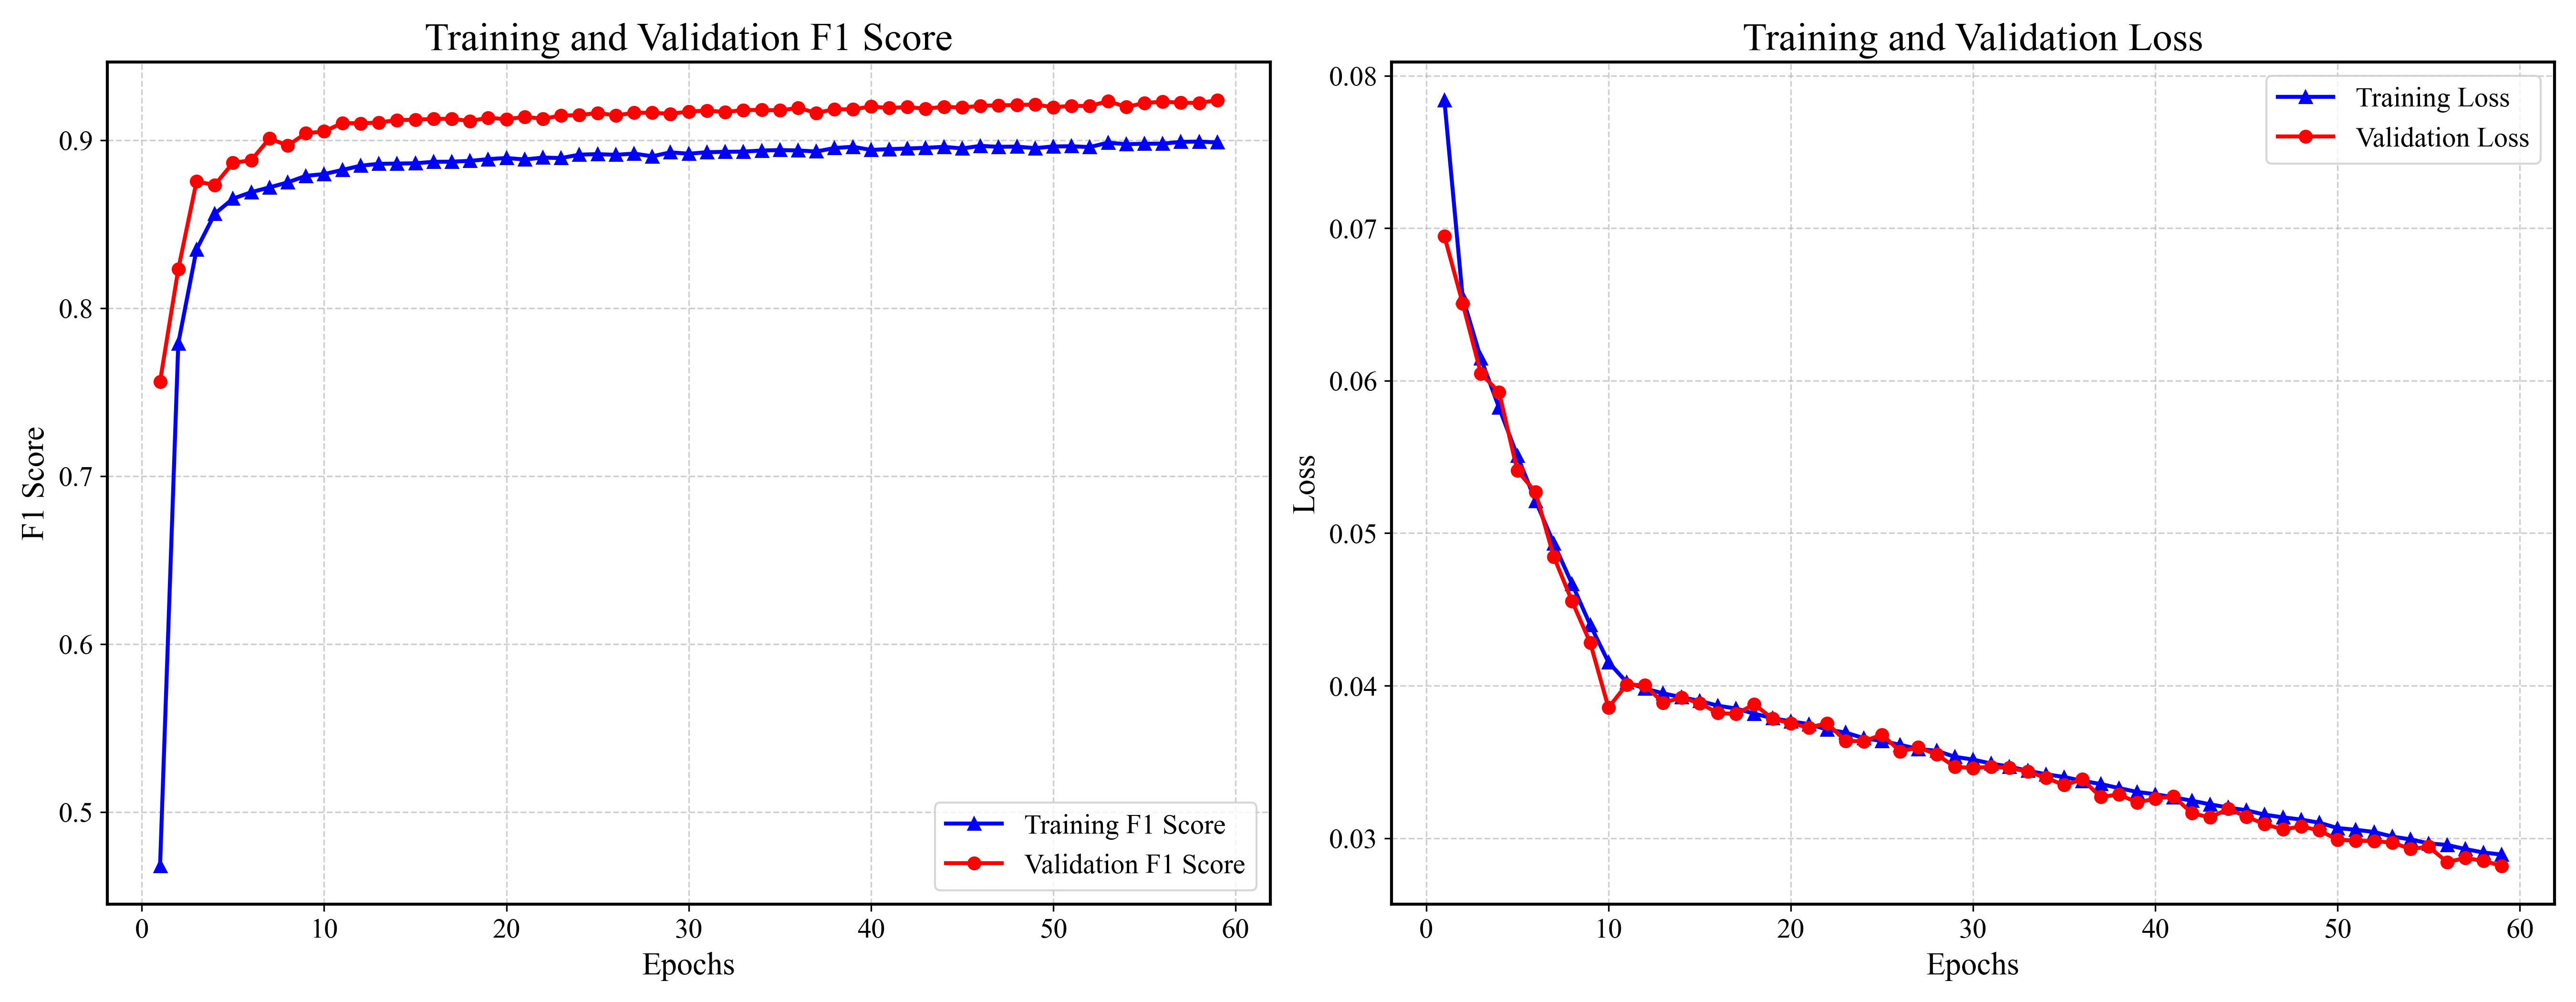 Training and Validation F1 Score
F1 Score
0.9
0.8
0.7
0.6
0.5
Training F1 Score
Validation F1 Score
0 10 20 30 40 50 60
Epochs
Training and Validation Loss
Loss
0.08
0.07
0.06
0.05
0.04
0.03
Training Loss
Validation Loss
0 10 20 30 40 50 60
Epochs